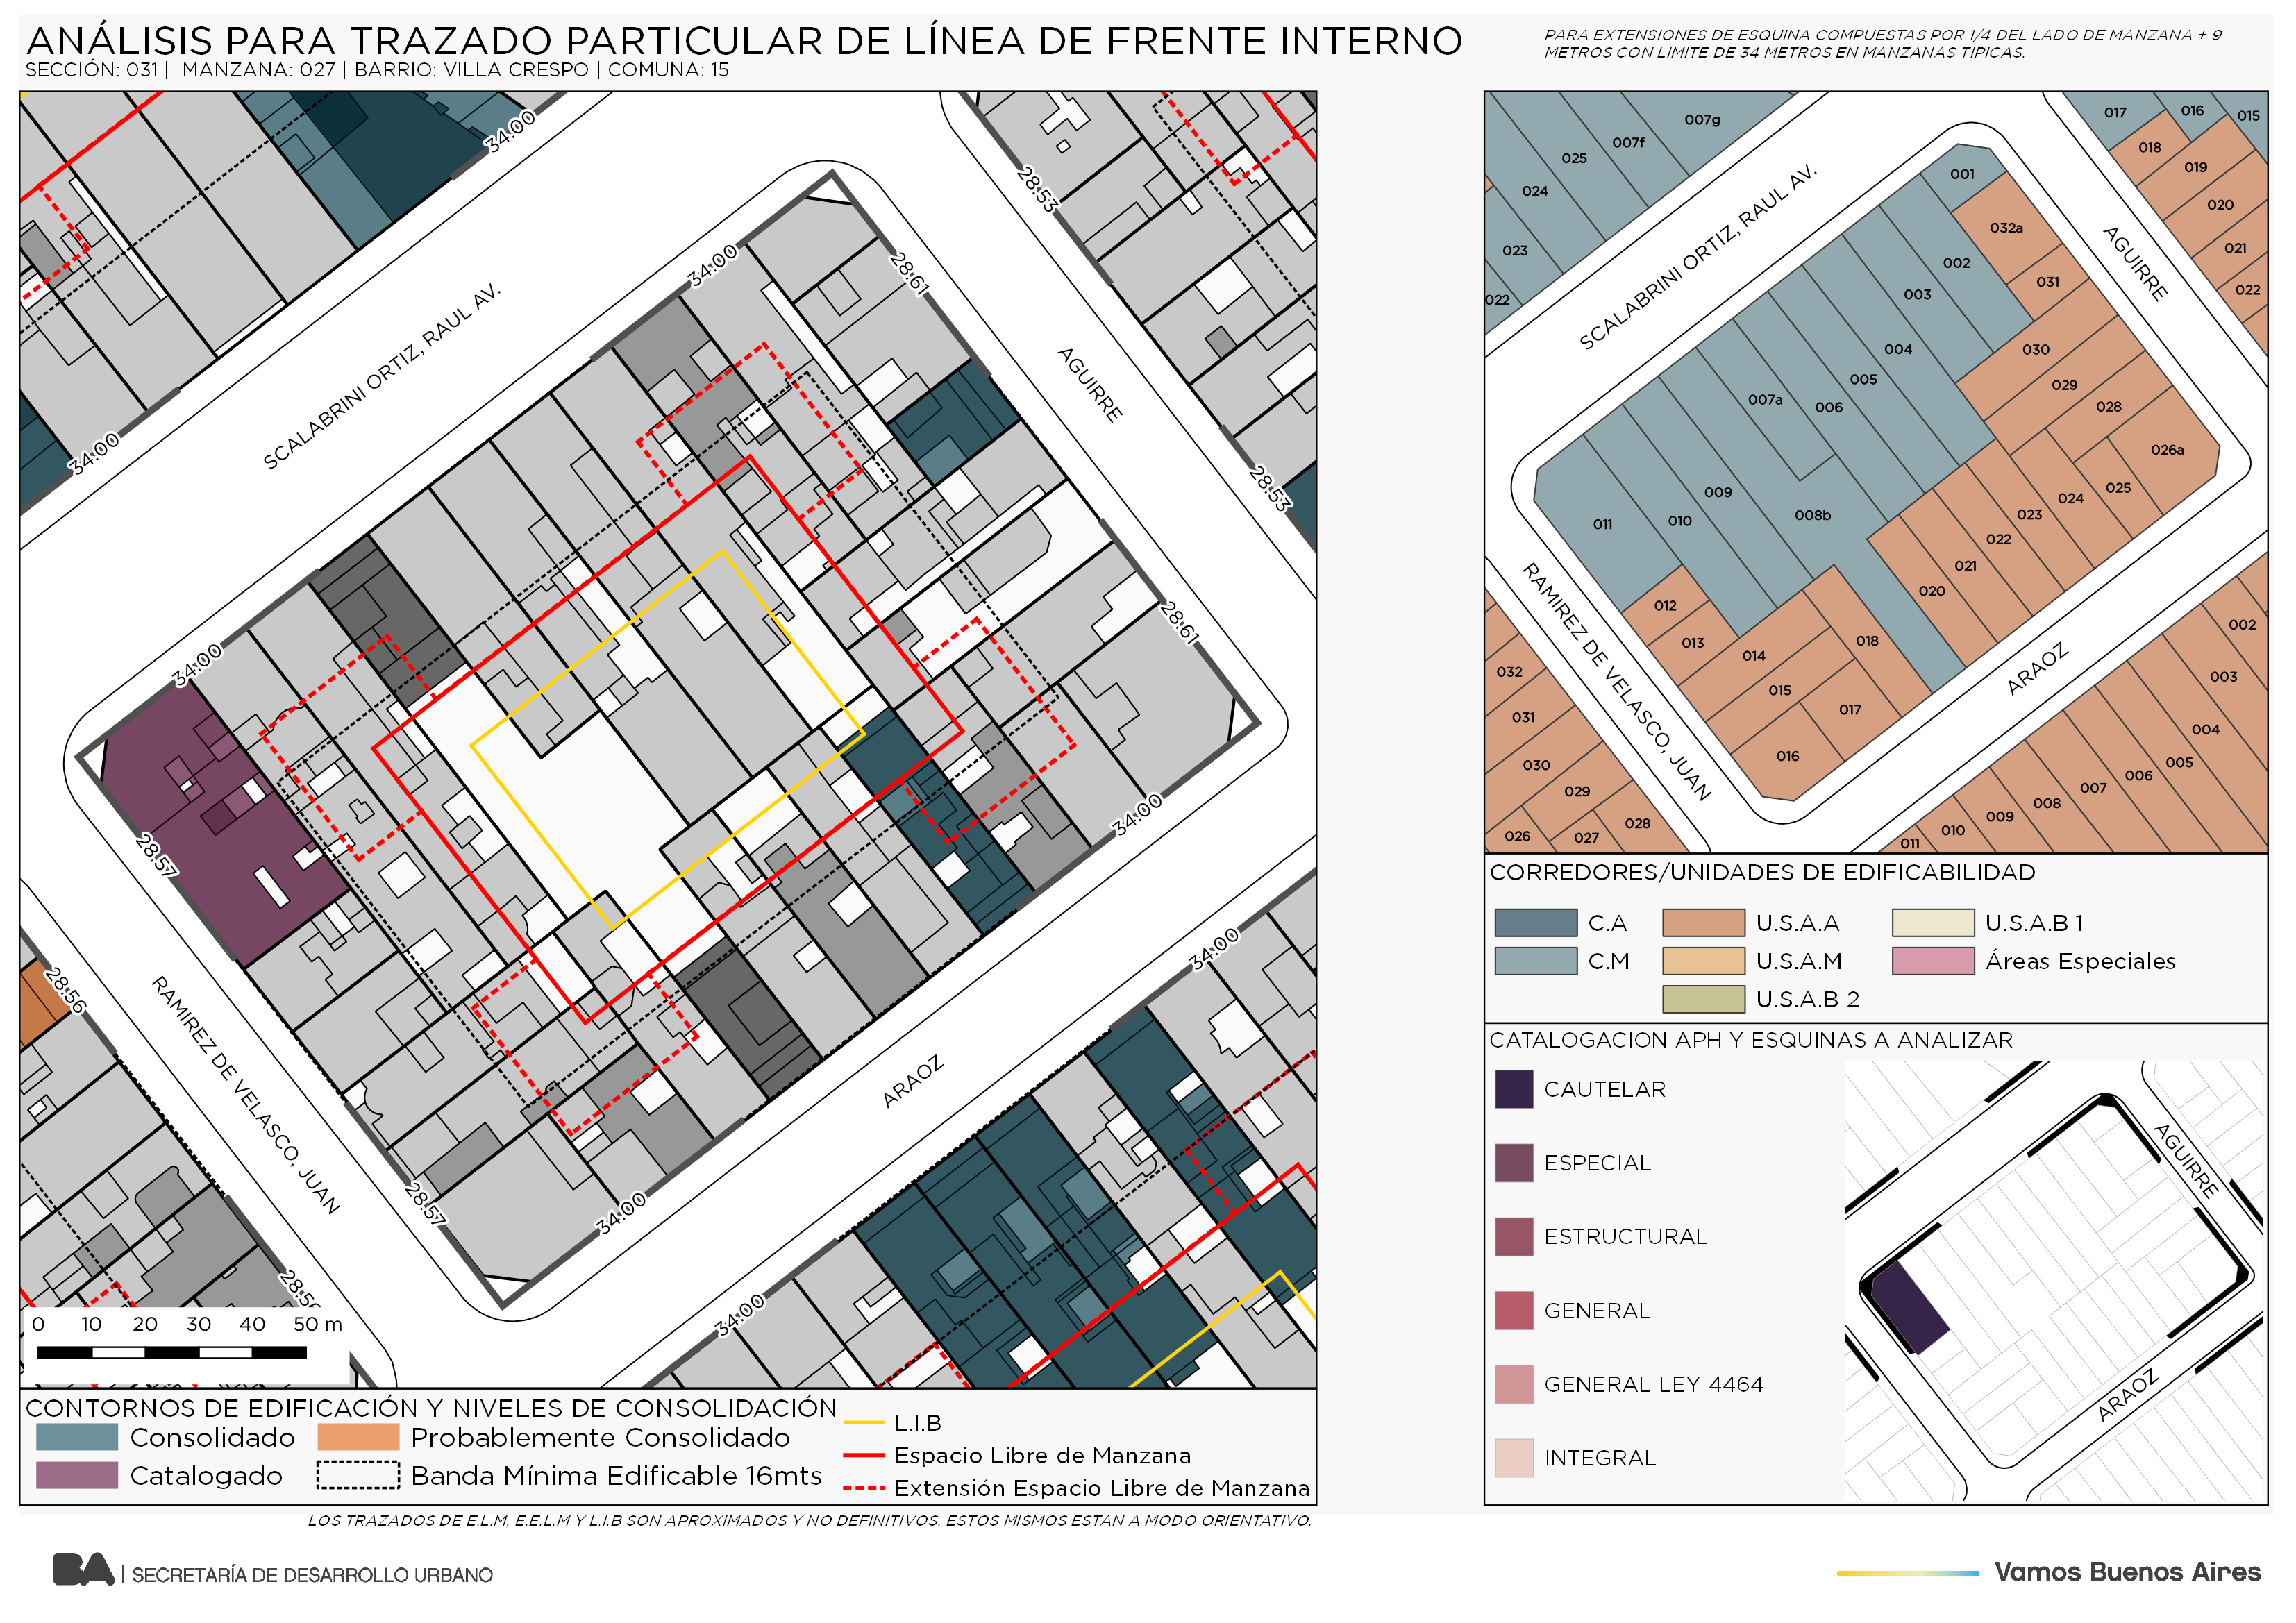 ANÁLISIS PARA TRAZADO PARTICULAR DE LÍNEA DE FRENTE INTERNO
SECCIÓN: 031 | MANZANA: 027 | BARRIO: VILLA CRESPO | COMUNA: 15
PARA EXTENSIONES DE ESQUINA COMPUESTAS POR 1/4 DEL LADO DE MANZANA + 9
METROS CON LIMITE DE 34 METROS EN MANZANAS TIPICAS.
34:00
28:53
34:00
28:61
SCALABRINI ORTIZ, RAUL AV.
AGUIRRE
34:00
28:53
34:00
28:61
28:57
34:00
28:56
34:00
RAMIREZ DE VELASCO, JUAN
ARAOZ
28:57
34:00
34:00
0 10 20 30 40 50 m
CONTORNOS DE EDIFICACIÓN Y NIVELES DE CONSOLIDACIÓN
Consolidado
Probablemente Consolidado
Catalogado
Banda Mínima Edificable 16mts
L.I.B
Espacio Libre de Manzana
Extensión Espacio Libre de Manzana
LOS TRAZADOS DE E.L.M, E.E.L.M Y L.I.B SON APROXIMADOS Y NO DEFINITIVOS. ESTOS MISMOS ESTAN A MODO ORIENTATIVO.
007g
007f
025
024
023
022
017
016
015
018
019
020
021
022
SCALABRINI ORTIZ, RAUL AV.
AGUIRRE
001
032a
002
031
003
030
004
029
005
028
007a
006
026a
009
008b
025
024
023
010
011
022
021
020
012
013
014
018
015
017
016
RAMIREZ DE VELASCO, JUAN
ARAOZ
032
031
030
029
028
027
026
002
003
004
005
006
007
008
009
010
011
CORREDORES/UNIDADES DE EDIFICABILIDAD
C.A
U.S.A.A
U.S.A.B 1
C.M
U.S.A.M
Áreas Especiales
U.S.A.B 2
CATALOGACION APH Y ESQUINAS A ANALIZAR
CAUTELAR
ESPECIAL
ESTRUCTURAL
GENERAL
GENERAL LEY 4464
INTEGRAL
AGUIRRE
ARAOZ
BA | SECRETARÍA DE DESARROLLO URBANO
Vamos Buenos Aires